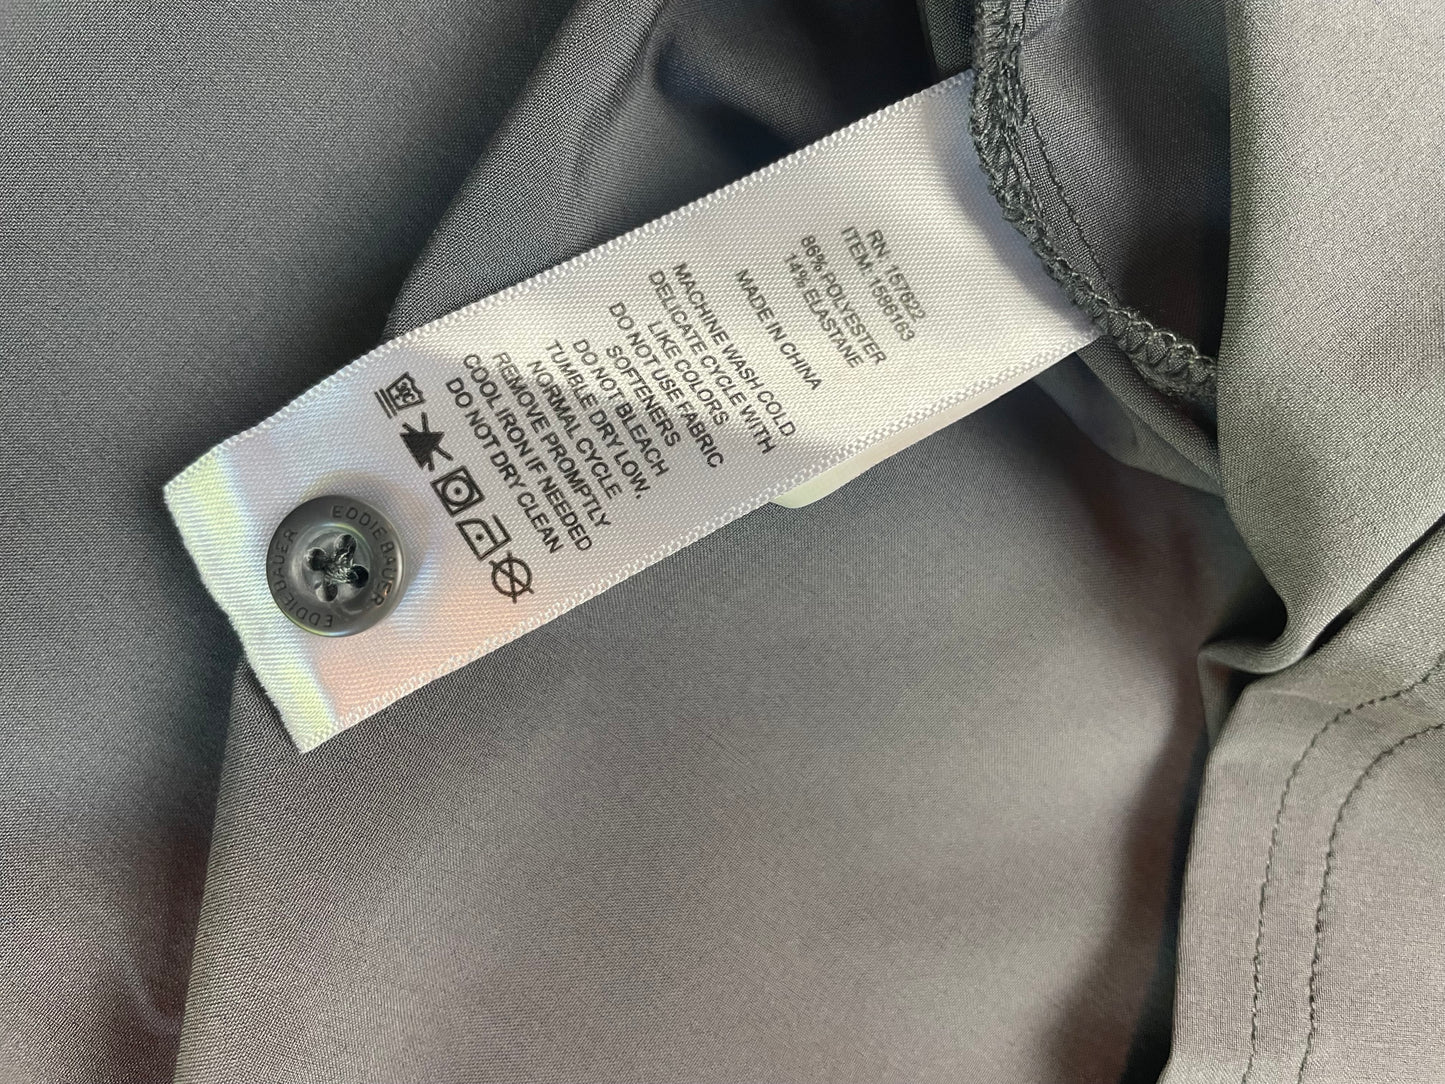 RN: 157622
ITEM: 1686163
86% POLYESTER
14% ELASTANE
MADE IN CHINA
MACHINE WASH COLD
DELICATE CYCLE WITH
LIKE COLORS
DO NOT USE FABRIC
SOFTENERS
DO NOT BLEACH
TUMBLE DRY LOW.
NORMAL CYCLE
REMOVE PROMPTLY
COOL IRON IF NEEDED
DO NOT DRY CLEAN
EDDIE BAUER
EDDIE BAUER